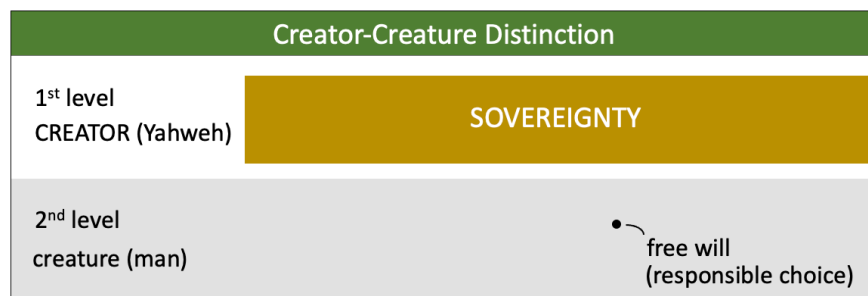 Creator-Creature Distinction
1st level
CREATOR (Yahweh)
SOVEREIGNTY
2nd level
creature (man)
free will
(responsible choice)